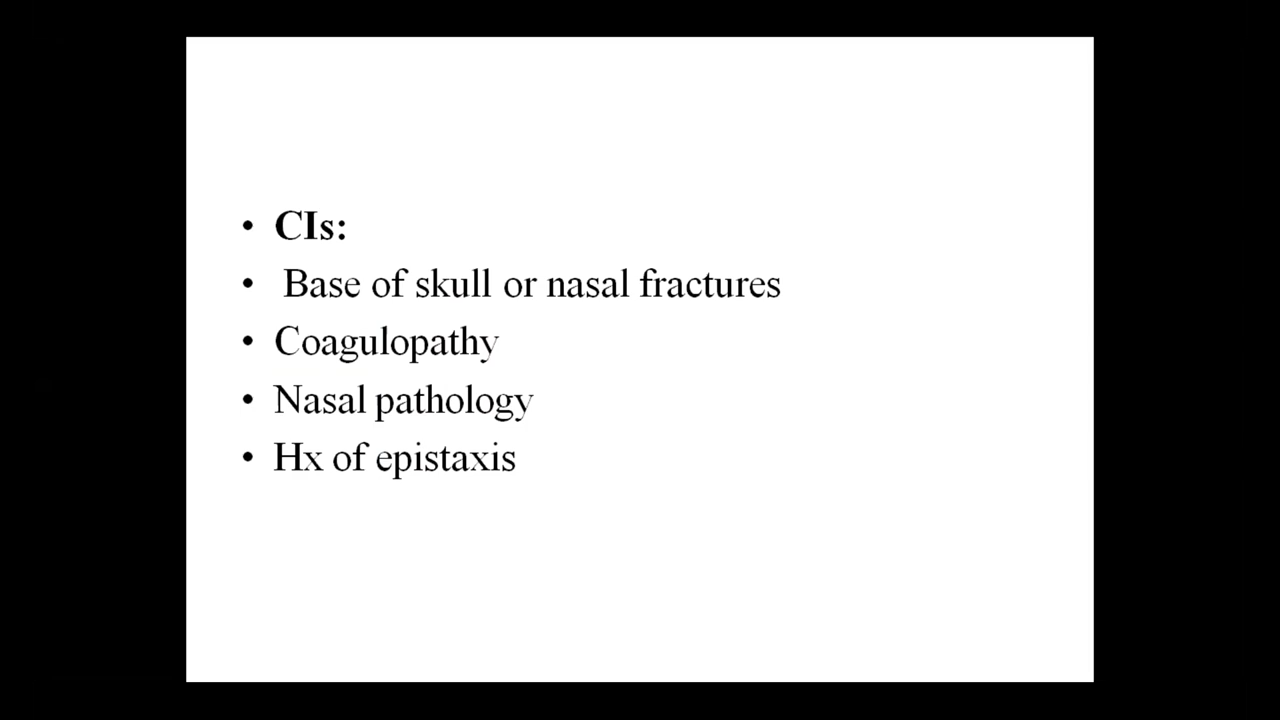 • CIs:
• Base of skull or nasal fractures
• Coagulopathy
• Nasal pathology
• Hx of epistaxis